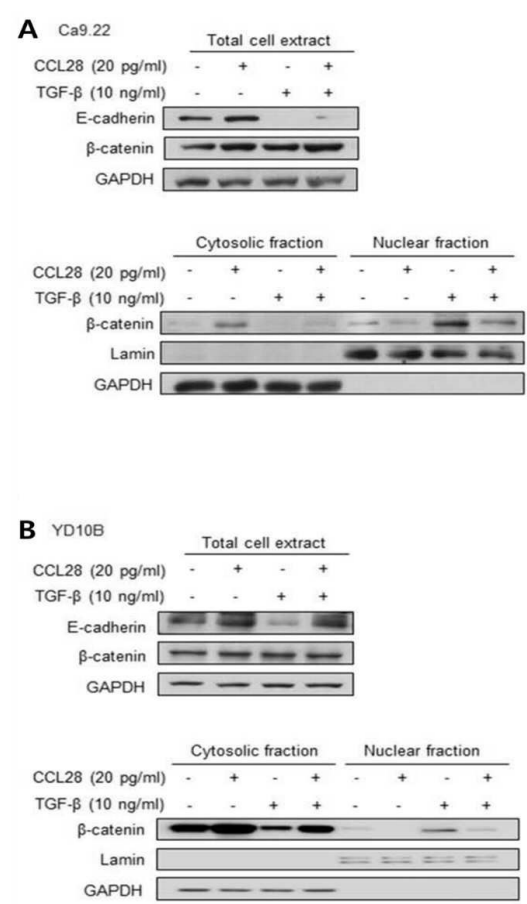 A Ca9.22
Total cell extract
CCL28 (20 pg/ml) - + - +
TGF-β (10 ng/ml) - - + +
E-cadherin
β-catenin
GAPDH
Cytosolic fraction Nuclear fraction
CCL28 (20 pg/ml) - + - + - + - +
TGF-β (10 ng/ml) - - + + - - + +
β-catenin
Lamin
GAPDH
B YD10B
Total cell extract
CCL28 (20 pg/ml) - + - +
TGF-β (10 ng/ml) - - + +
E-cadherin
β-catenin
GAPDH
Cytosolic fraction Nuclear fraction
CCL28 (20 pg/ml) - + - + - + - +
TGF-β (10 ng/ml) - - + + - - + +
β-catenin
Lamin
GAPDH